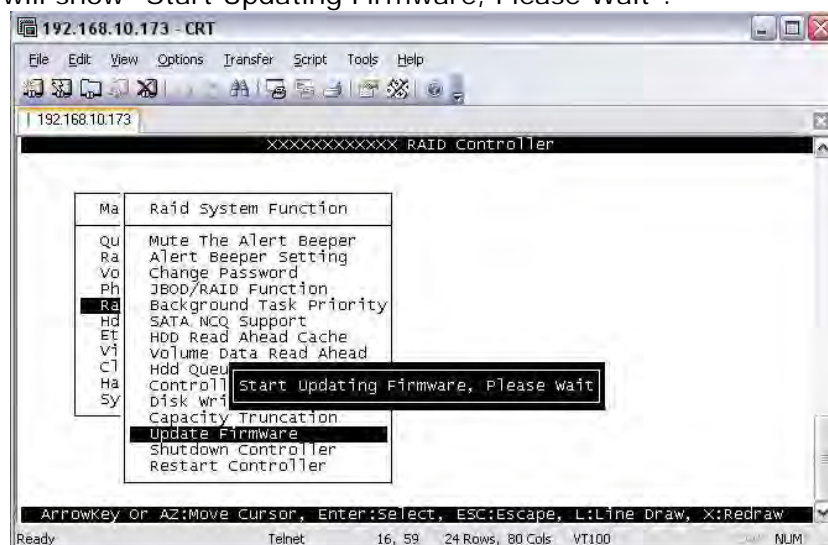 will show "Start Updating Firmware, Please Wait".
192.168.10.173 - CRT
File Edit View Options Transfer Script Tools Help
192.168.10.173
XXXXXXXXXXXX RAID Controller
Ma
Raid System Function
Qu
Mute The Alert Beeper
Ra
Alert Beeper Setting
Vo
Change Password
Ph
JBOD/RAID Function
Ra
Background Task Priority
Hd
SATA NCQ Support
Et
HDD Read Ahead Cache
Vi
Volume Data Read Ahead
Cl
Hdd Queu
Ha
Controll
Start Updating Firmware, Please Wait
Sy
Disk Wri
Capacity Truncation
Update Firmware
Shutdown Controller
Restart Controller
ArrowKey Or AZ:Move Cursor, Enter:Select, ESC:Escape, L:Line Draw, X:Redraw
Ready Telnet 16, 59 24 Rows, 80 Cols VT100 NUM